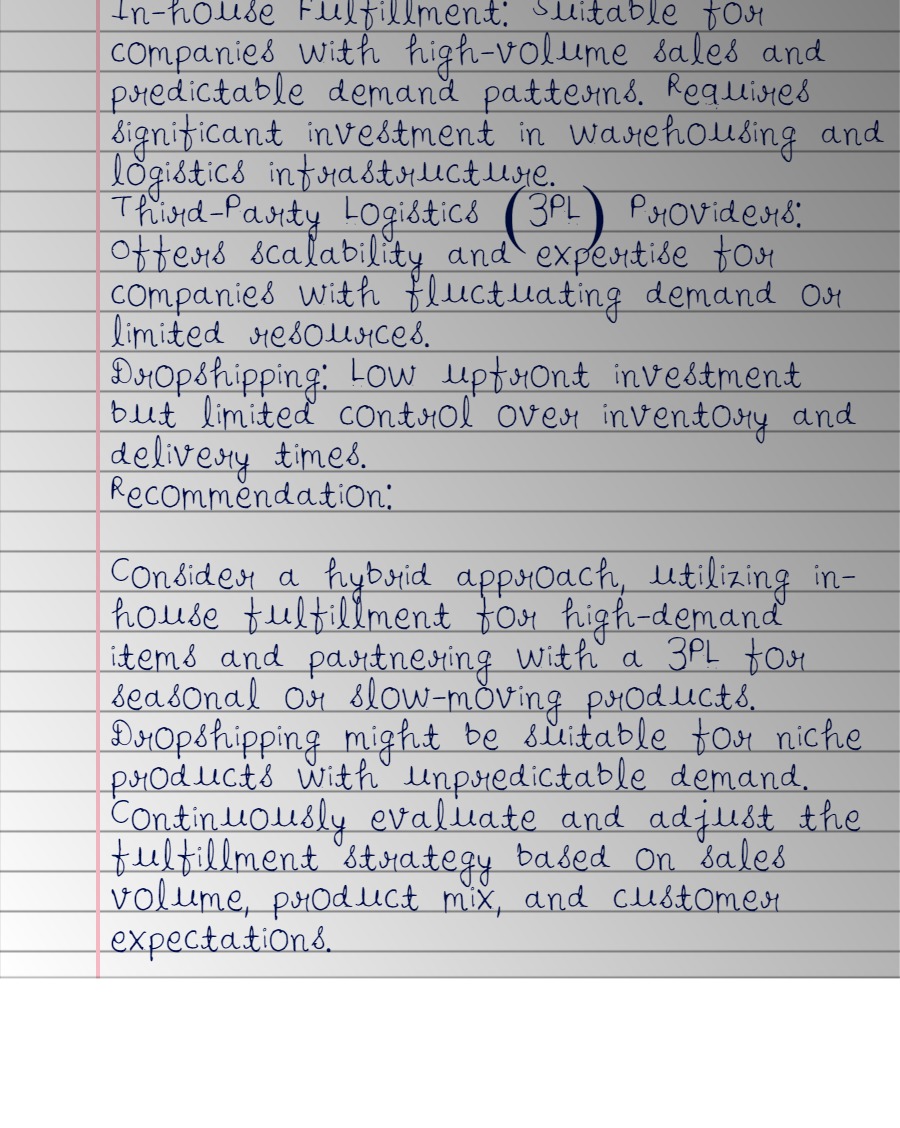 In-house Fulfillment: Suitable for
companies with high-volume sales and
predictable demand patterns. Requires
significant investment in warehousing and
logistics infrastructure.
Third-Party Logistics (3PL) Providers:
Offers scalability and expertise for
companies with fluctuating demand or
limited resources.
Dropshipping: Low upfront investment
but limited control over inventory and
delivery times.
Recommendation:
Consider a hybrid approach, utilizing in-
house fulfillment for high-demand
items and partnering with a 3PL for
seasonal or slow-moving products.
Dropshipping might be suitable for niche
products with unpredictable demand.
Continuously evaluate and adjust the
fulfillment strategy based on sales
volume, product mix, and customer
expectations.